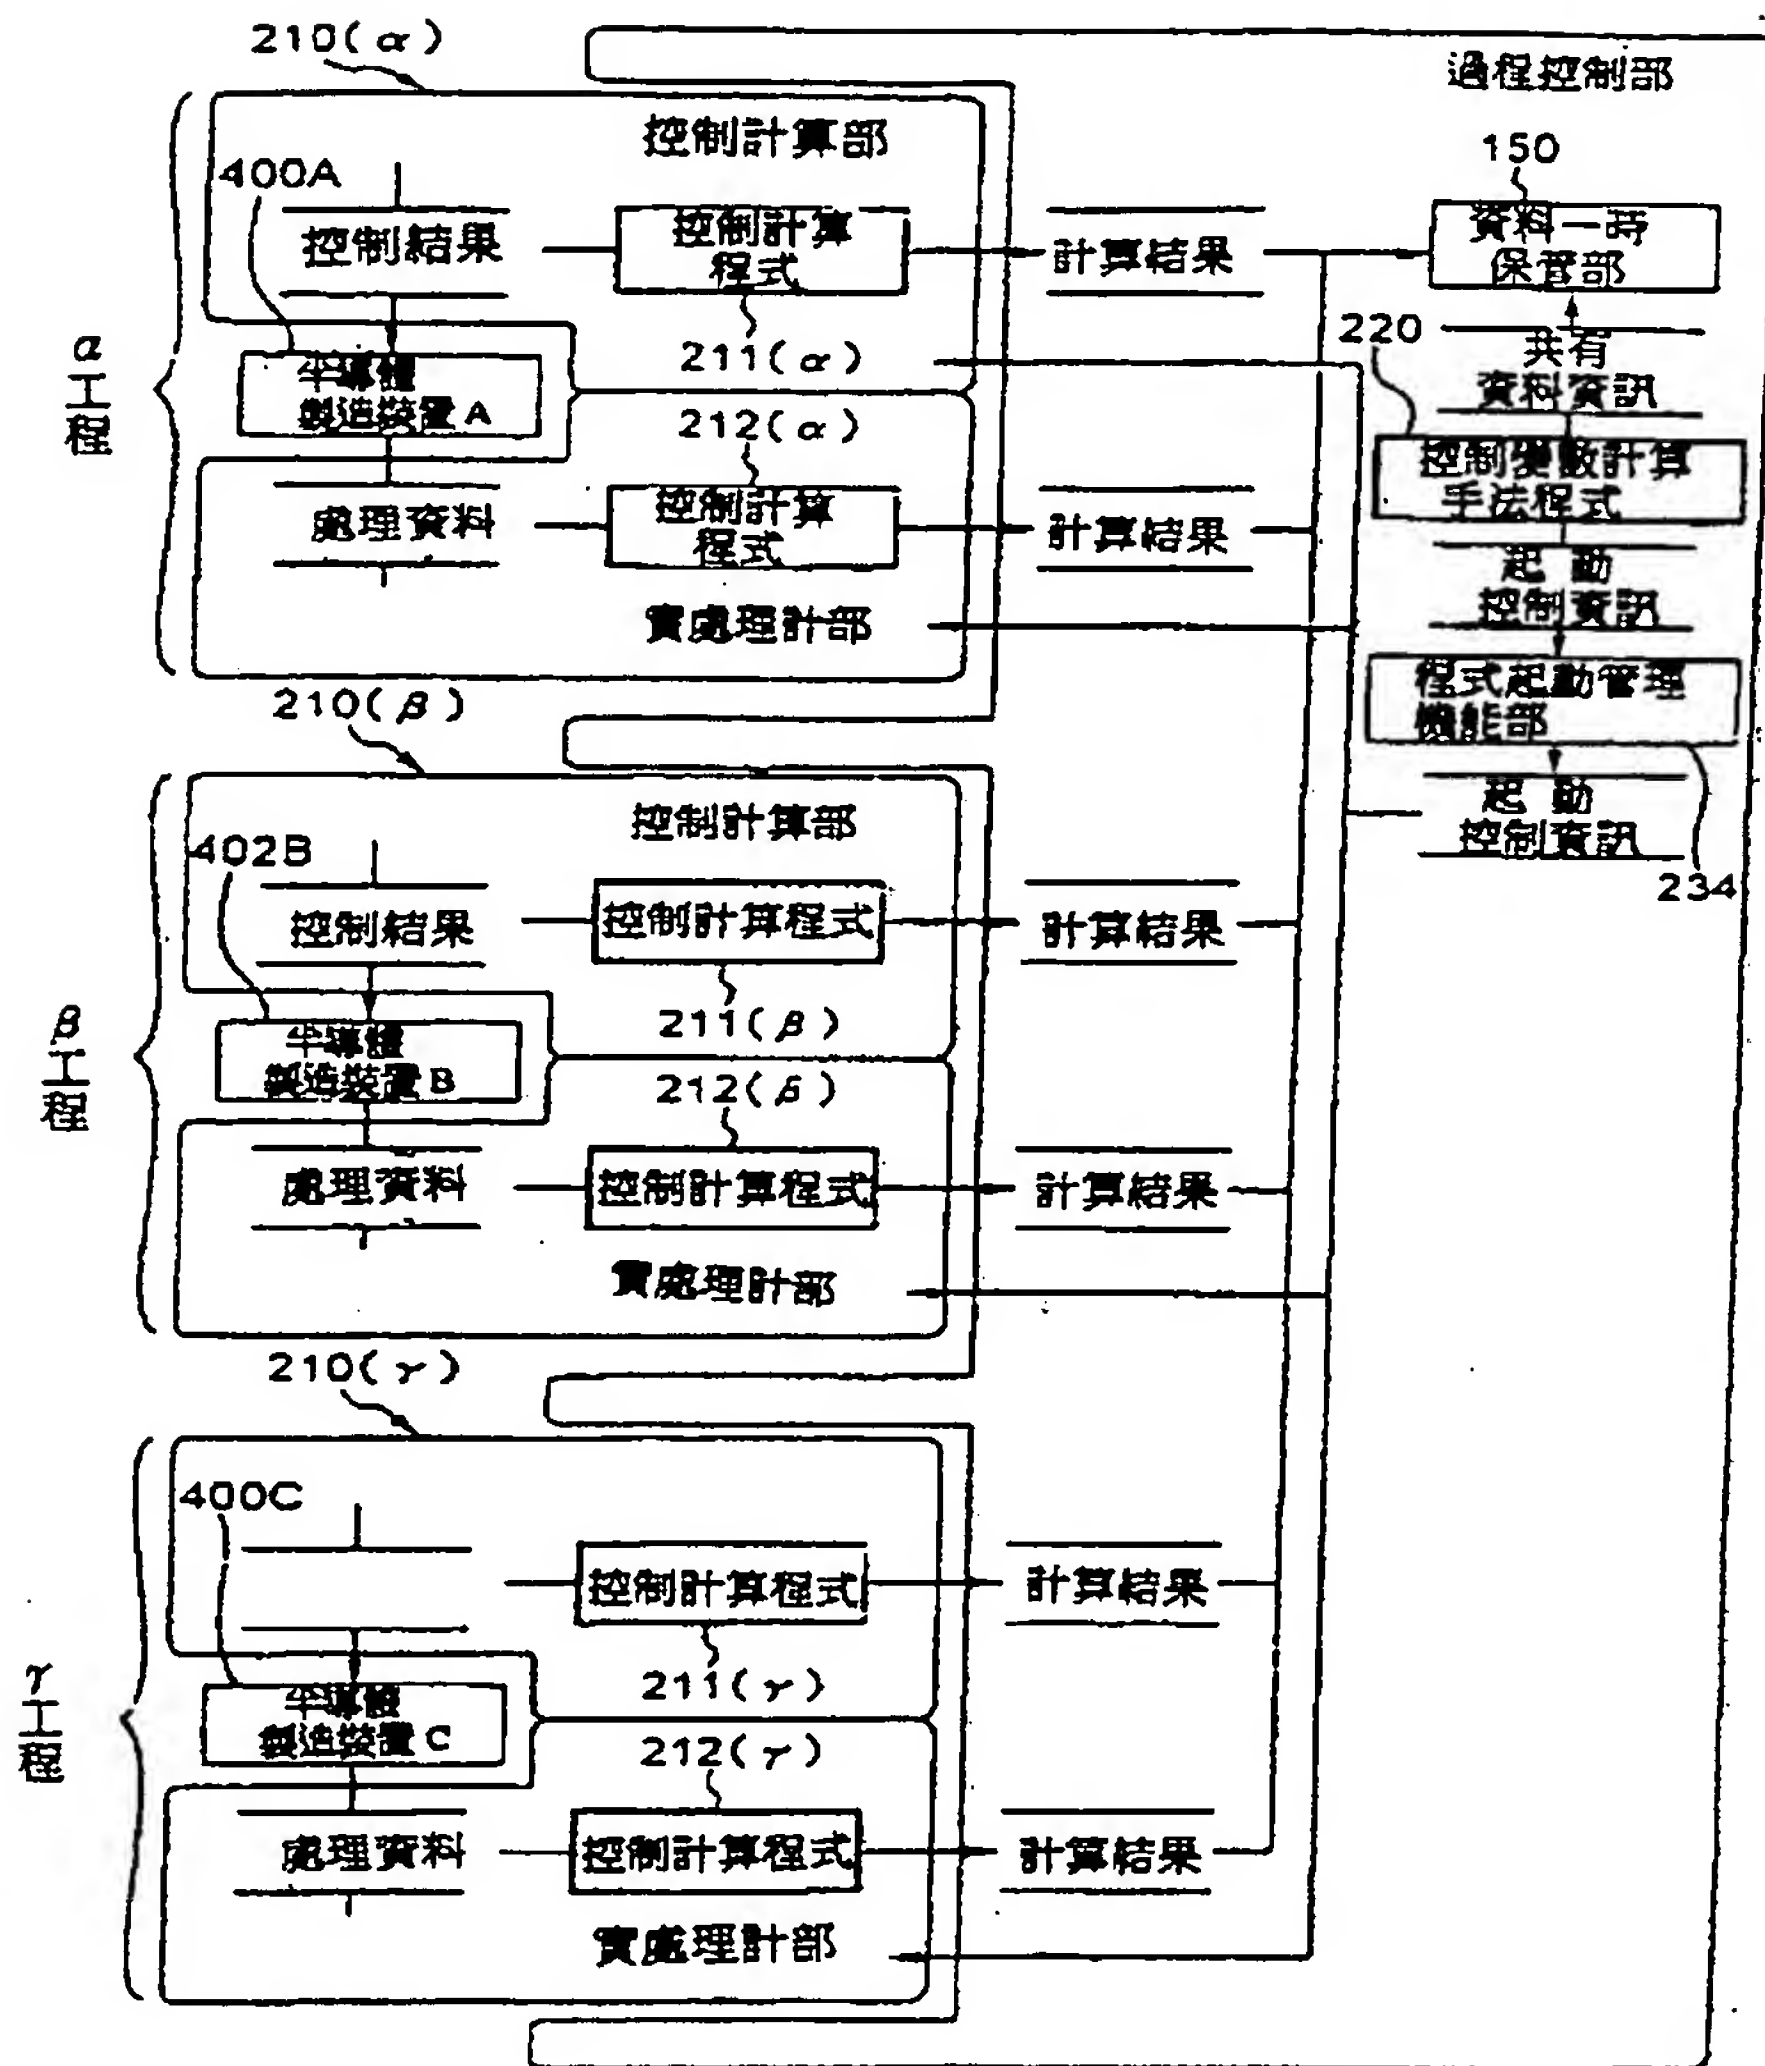 210(α)
過程控制部
控制計算部
150
400A
控制結果
控制計算
程式
計算結果
資料一時
保管部
220
α工程
半導體
製造裝置A
211(α)
共有
資料資訊
212(α)
控制變數計算
手法程式
處理資料
控制計算
程式
計算結果
起動
控制資訊
實處理計部
程式起動管理
機能部
210(β)
起動
控制資訊
控制計算部
402B
234
控制結果
控制計算程式
計算結果
β工程
半導體
製造裝置B
211(β)
212(β)
處理資料
控制計算程式
計算結果
實處理計部
210(γ)
400C
控制計算程式
計算結果
γ工程
半導體
製造裝置C
211(γ)
212(γ)
處理資料
控制計算程式
計算結果
實處理計部